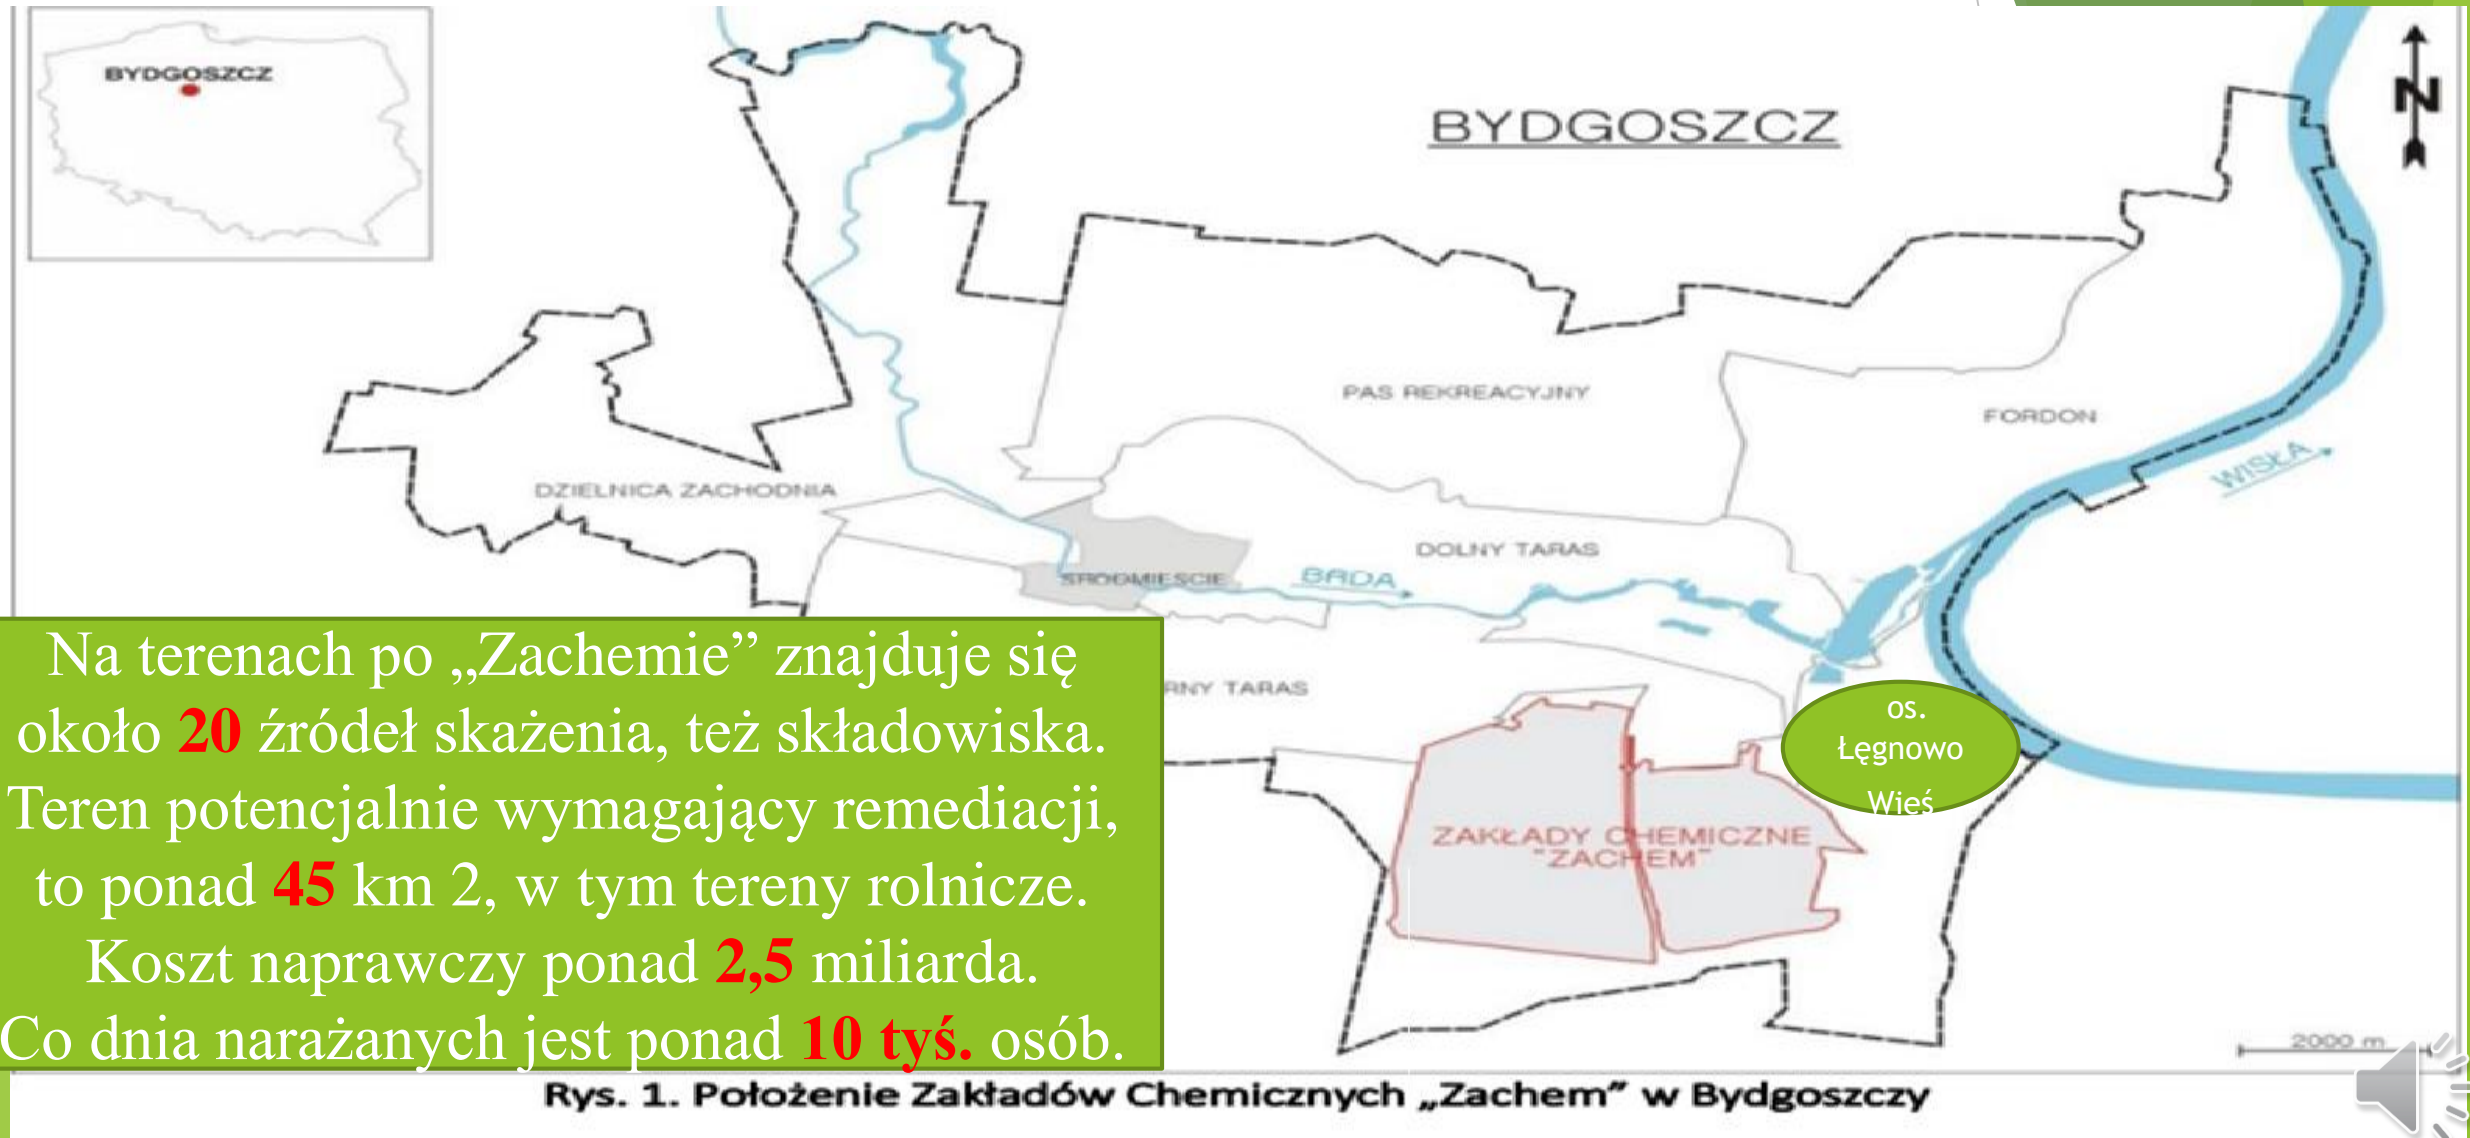 BYDGOSZCZ
BYDGOSZCZ
N
PAS REKREACYJNY
FORDON
WISŁA
DZIELNICA ZACHODNIA
DOLNY TARAS
ŚRÓDMIEŚCIE
BRDA
RNY TARAS
os.
Łęgnowo
Wieś
ZAKŁADY CHEMICZNE
"ZACHEM"
Na terenach po „Zachemie” znajduje się
około 20 źródeł skażenia, też składowiska.
Teren potencjalnie wymagający remediacji,
to ponad 45 km 2, w tym tereny rolnicze.
Koszt naprawczy ponad 2,5 miliarda.
Co dnia narażanych jest ponad 10 tyś. osób.
2000 m
Rys. 1. Położenie Zakładów Chemicznych „Zachem” w Bydgoszczy